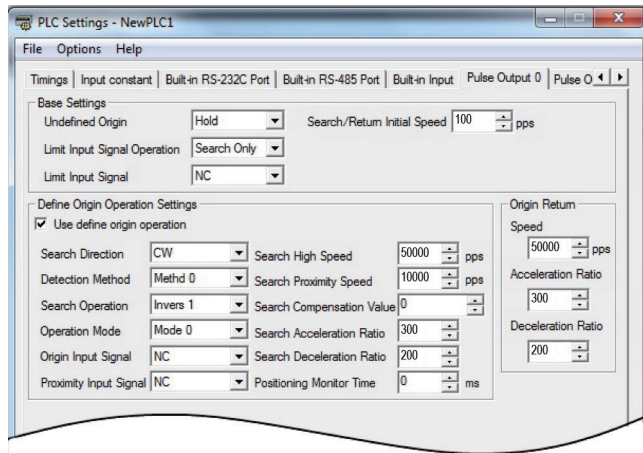 PLC Settings - NewPLC1
File Options Help
Timings Input constant Built-in RS-232C Port Built-in RS-485 Port Built-in Input Pulse Output 0 Pulse O
Base Settings
Undefined Origin Hold Search/Return Initial Speed 100 pps
Limit Input Signal Operation Search Only
Limit Input Signal NC
Define Origin Operation Settings
Use define origin operation
Search Direction CW Search High Speed 50000 pps
Detection Method Methd 0 Search Proximity Speed 10000 pps
Search Operation Invers 1 Search Compensation Value 0
Operation Mode Mode 0 Search Acceleration Ratio 300
Origin Input Signal NC Search Deceleration Ratio 200
Proximity Input Signal NC Positioning Monitor Time 0 ms
Origin Return
Speed
50000 pps
Acceleration Ratio
300
Deceleration Ratio
200